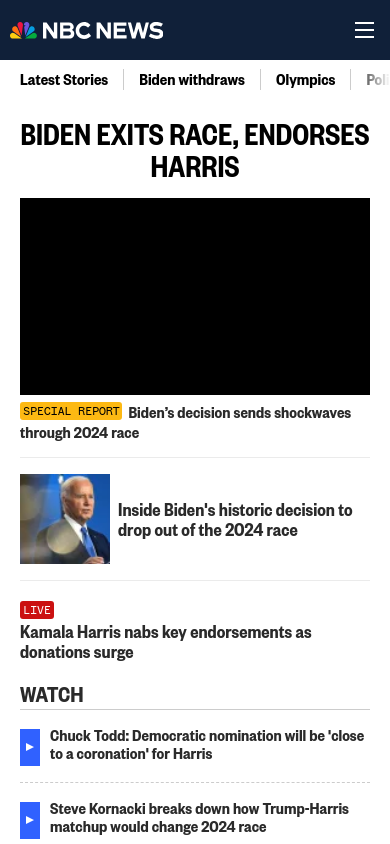 NBC NEWS
Latest Stories
Biden withdraws
Olympics
BIDEN EXITS RACE, ENDORSES
HARRIS
SPECIAL REPORT Biden’s decision sends shockwaves
through 2024 race
Inside Biden's historic decision to
drop out of the 2024 race
LIVE
Kamala Harris nabs key endorsements as
donations surge
WATCH
Chuck Todd: Democratic nomination will be 'close
to a coronation' for Harris
Steve Kornacki breaks down how Trump-Harris
matchup would change 2024 race